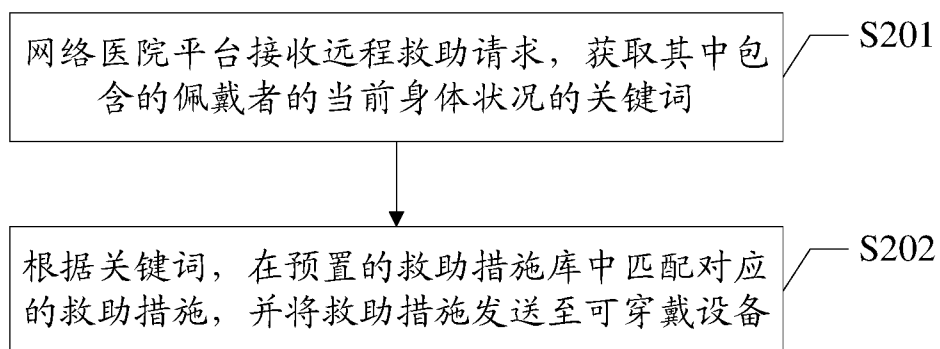 网络医院平台接收远程救助请求，获取其中包
含的佩戴者的当前身体状况的关键词
S201
根据关键词，在预置的救助措施库中匹配对应
的救助措施，并将救助措施发送至可穿戴设备
S202